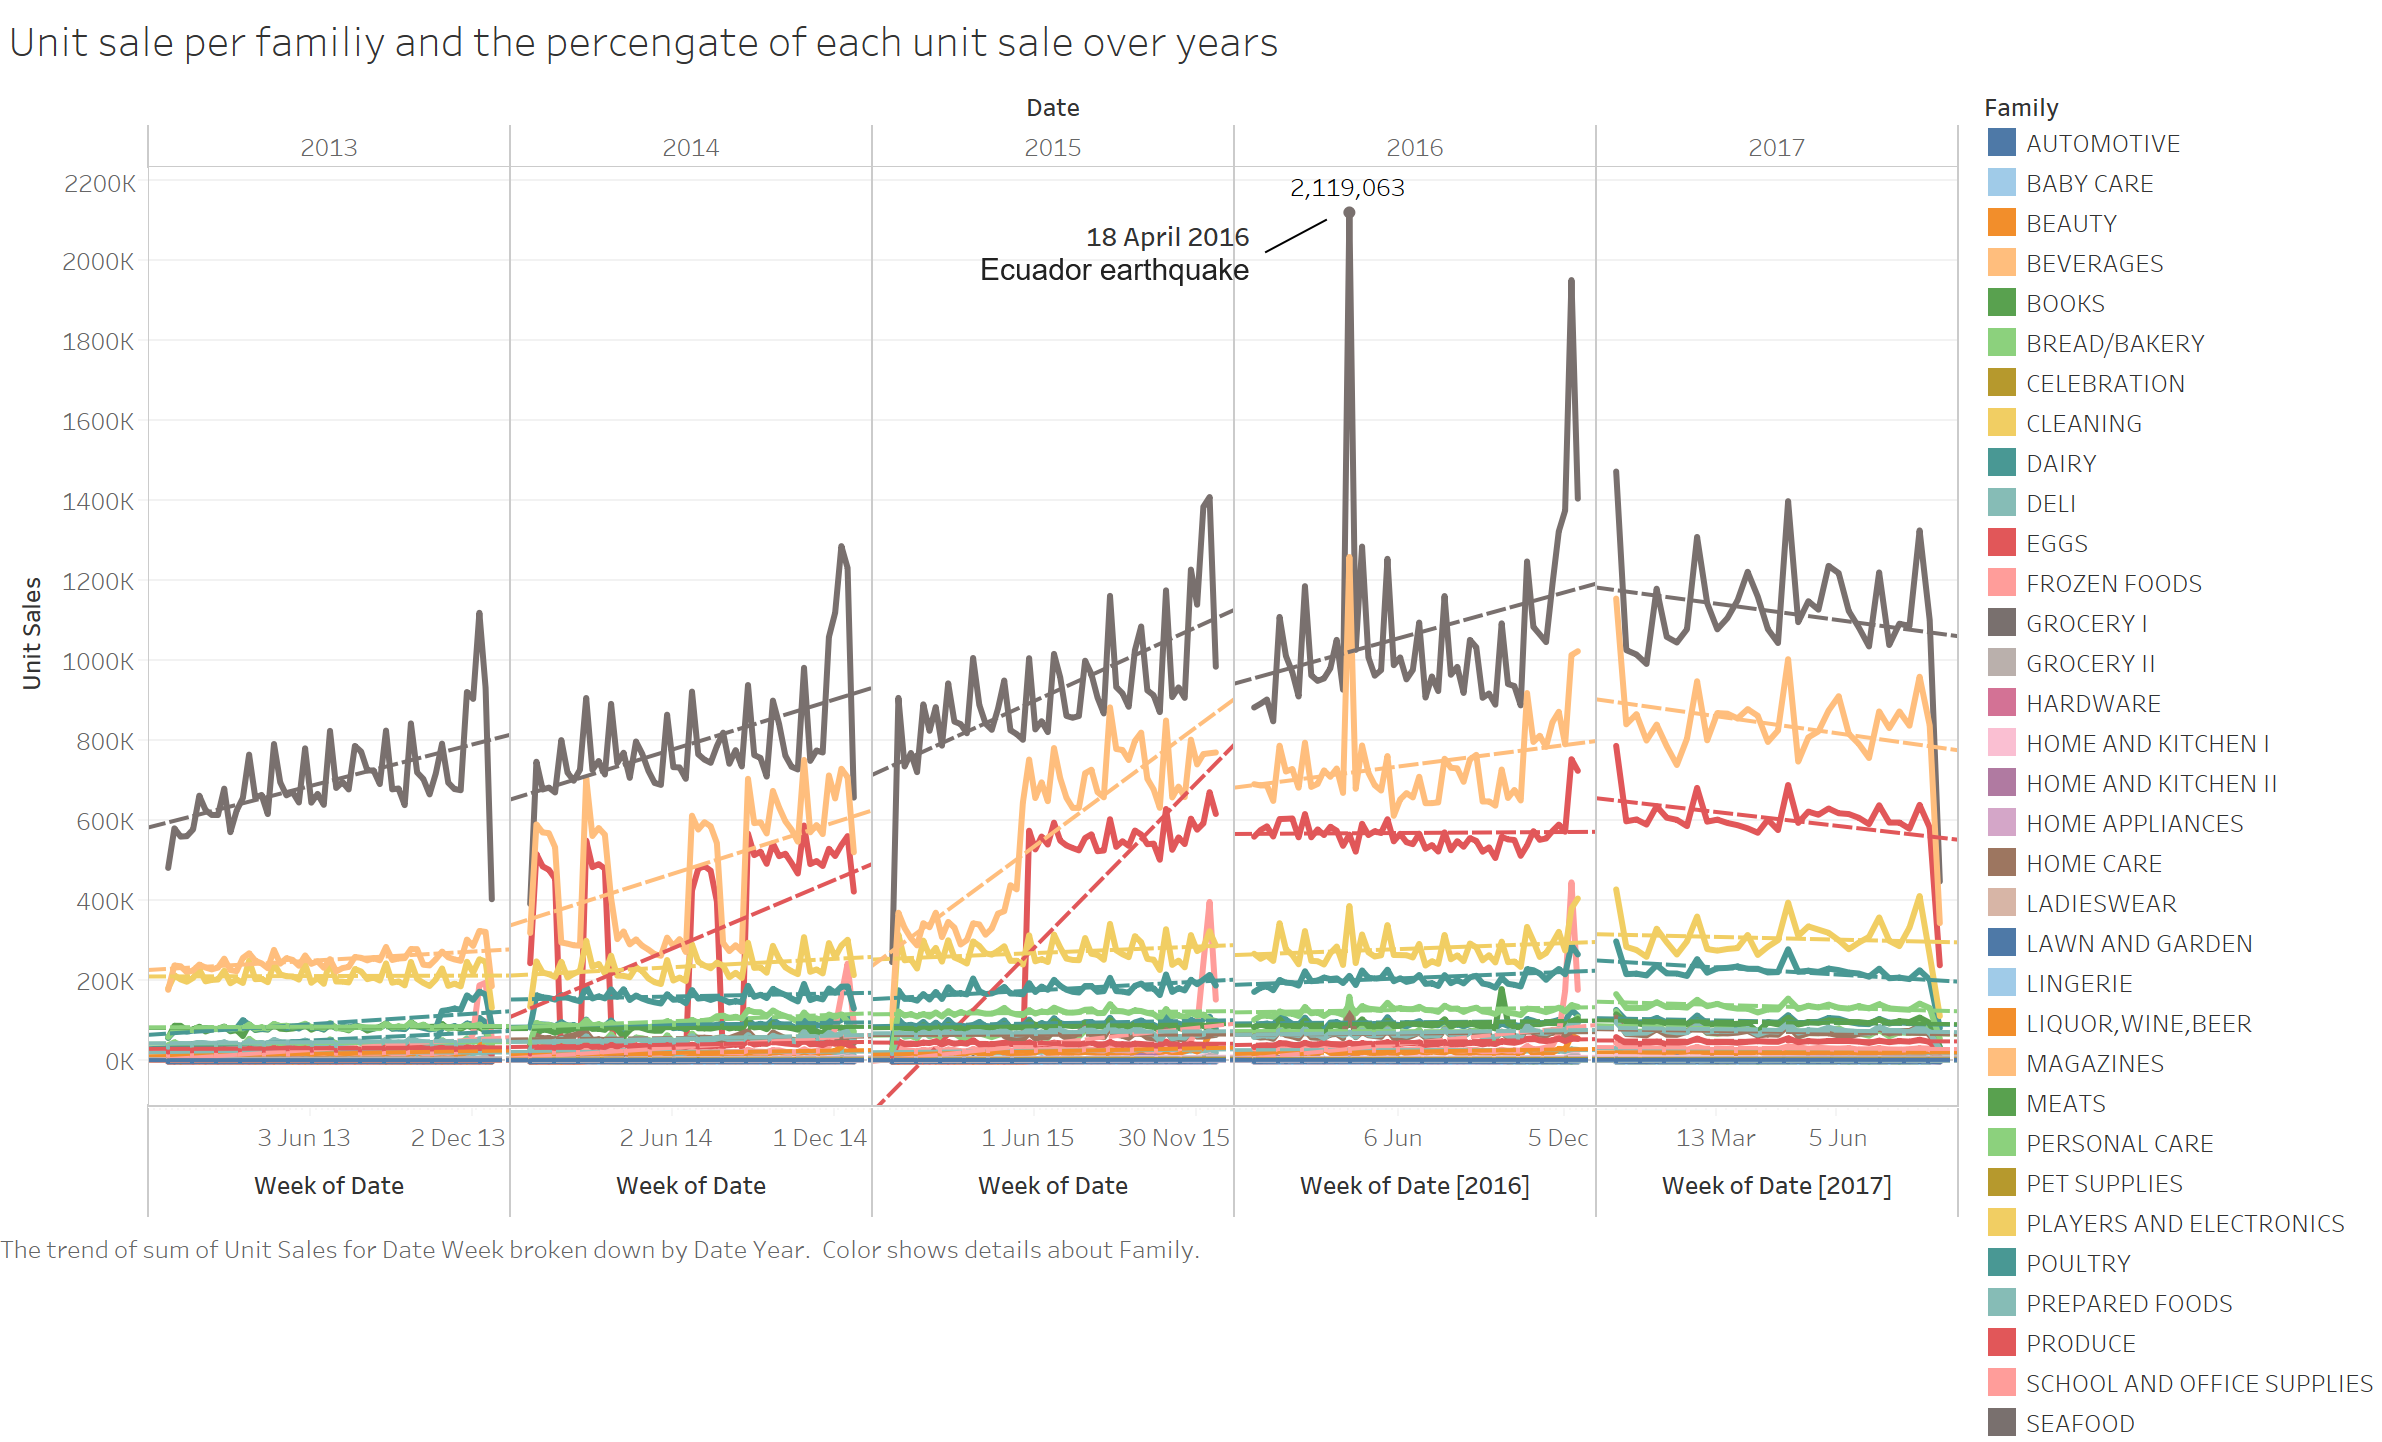 Unit sale per familiy and the percengate of each unit sale over years
Date
2013 2014 2015 2016 2017
2200K
2000K
1800K
1600K
1400K
1200K
1000K
800K
600K
400K
200K
0K
Unit Sales
2,119,063
18 April 2016
Ecuador earthquake
3 Jun 13 2 Dec 13 2 Jun 14 1 Dec 14 1 Jun 15 30 Nov 15 6 Jun 5 Dec 13 Mar 5 Jun
Week of Date Week of Date Week of Date Week of Date [2016] Week of Date [2017]
The trend of sum of Unit Sales for Date Week broken down by Date Year.  Color shows details about Family.
Family
AUTOMOTIVE
BABY CARE
BEAUTY
BEVERAGES
BOOKS
BREAD/BAKERY
CELEBRATION
CLEANING
DAIRY
DELI
EGGS
FROZEN FOODS
GROCERY I
GROCERY II
HARDWARE
HOME AND KITCHEN I
HOME AND KITCHEN II
HOME APPLIANCES
HOME CARE
LADIESWEAR
LAWN AND GARDEN
LINGERIE
LIQUOR,WINE,BEER
MAGAZINES
MEATS
PERSONAL CARE
PET SUPPLIES
PLAYERS AND ELECTRONICS
POULTRY
PREPARED FOODS
PRODUCE
SCHOOL AND OFFICE SUPPLIES
SEAFOOD